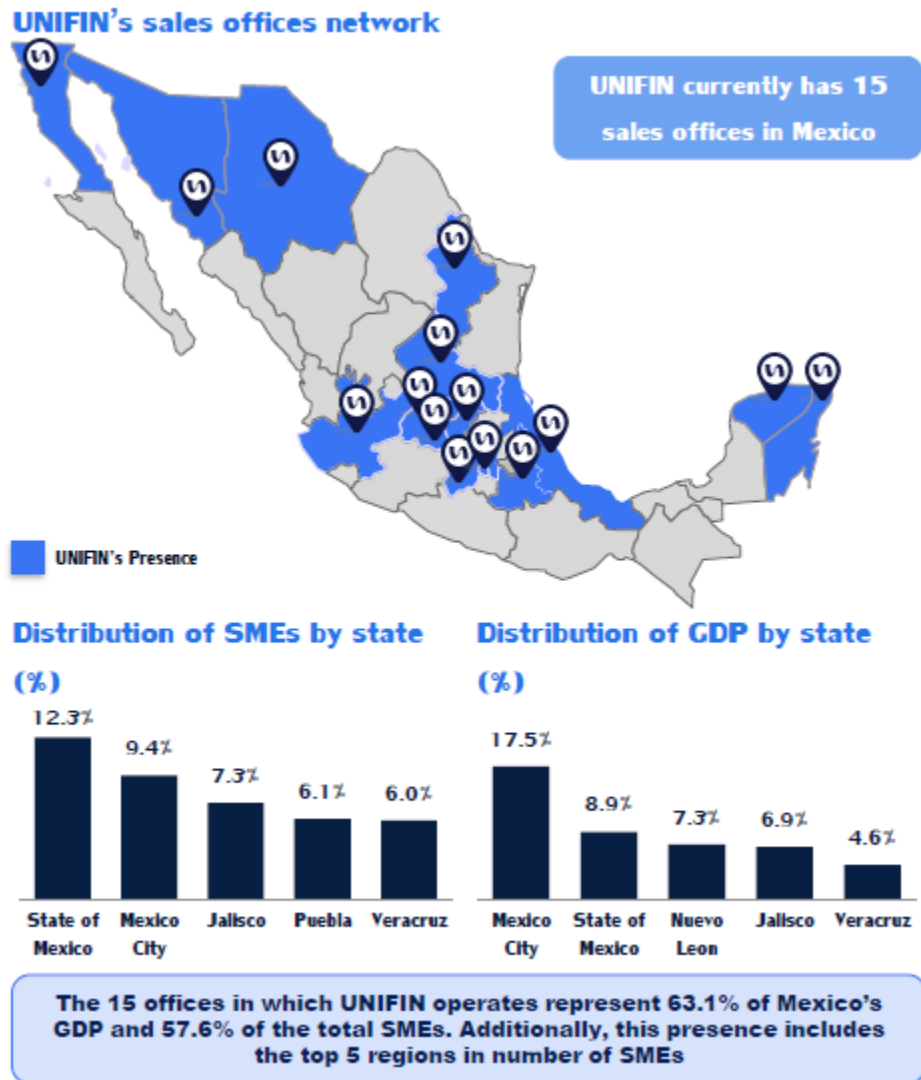 UNIFIN's sales offices network
UNIFIN currently has 15
sales offices in Mexico
UNIFIN's Presence
Distribution of SMEs by state
(%)
12.3%
9.4%
7.3%
6.1%
6.0%
State of
Mexico
Mexico
City
Jalisco
Puebla
Veracruz
Distribution of GDP by state
(%)
17.5%
8.9%
7.3%
6.9%
4.6%
Mexico
City
State of
Mexico
Nuevo
Leon
Jalisco
Veracruz
The 15 offices in which UNIFIN operates represent 63.1% of Mexico's
GDP and 57.6% of the total SMEs. Additionally, this presence includes
the top 5 regions in number of SMEs